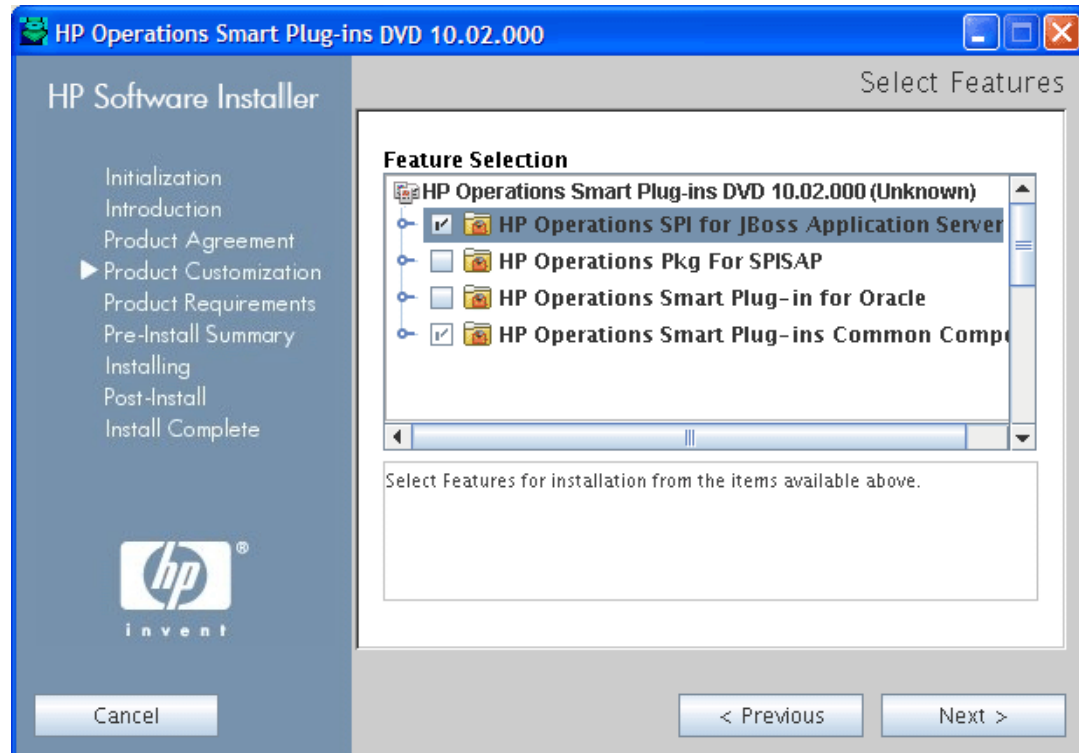 HP Operations Smart Plug-ins DVD 10.02.000
HP Software Installer
Initialization
Introduction
Product Agreement
Product Customization
Product Requirements
Pre-Install Summary
Installing
Post-Install
Install Complete
hp
®
invent
Select Features
Feature Selection
HP Operations Smart Plug-ins DVD 10.02.000 (Unknown)
HP Operations SPI for JBoss Application Server
HP Operations Pkg For SPISAP
HP Operations Smart Plug-in for Oracle
HP Operations Smart Plug-ins Common
Select Features for installation from the items available above.
Cancel
< Previous
Next >